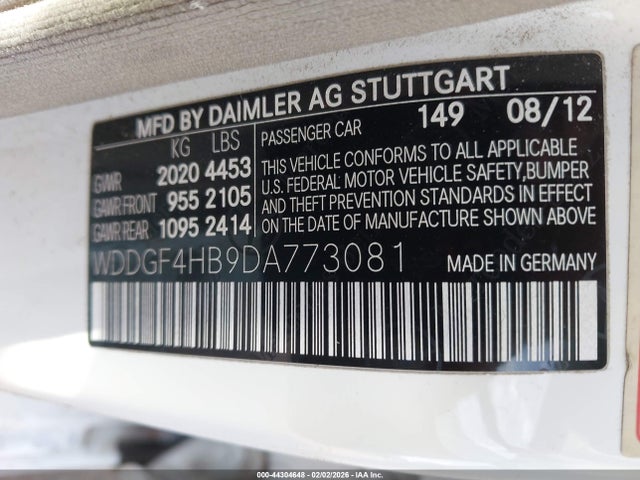 MFD BY DAIMLER AG STUTTGART
KG LBS
GVWR 2020 4453
GAWR FRONT 955 2105
GAWR REAR 1095 2414
PASSENGER CAR 149 08/12
THIS VEHICLE CONFORMS TO ALL APPLICABLE
U.S. FEDERAL MOTOR VEHICLE SAFETY,BUMPER
AND THEFT PREVENTION STANDARDS IN EFFECT
ON THE DATE OF MANUFACTURE SHOWN ABOVE
WDDGF4HB9DA773081 MADE IN GERMANY
000-44304648 - 02/02/2026 - IAA Inc.